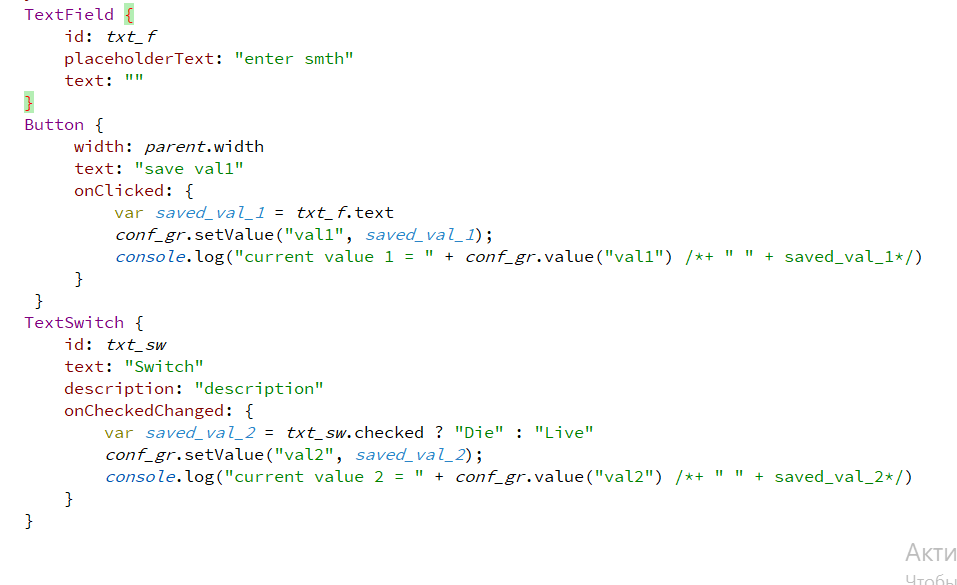 TextField {
    id: txt_f
    placeholderText: "enter smth"
    text: ""
}
Button {
     width: parent.width
     text: "save val1"
     onClicked: {
         var saved_val_1 = txt_f.text
         conf_gr.setValue("val1", saved_val_1);
         console.log("current value 1 = " + conf_gr.value("val1") /*+ " " + saved_val_1*/)
     }
 }
TextSwitch {
    id: txt_sw
    text: "Switch"
    description: "description"
    onCheckedChanged: {
        var saved_val_2 = txt_sw.checked ? "Die" : "Live"
        conf_gr.setValue("val2", saved_val_2);
        console.log("current value 2 = " + conf_gr.value("val2") /*+ " " + saved_val_2*/)
    }
}
Акти
Чтобы